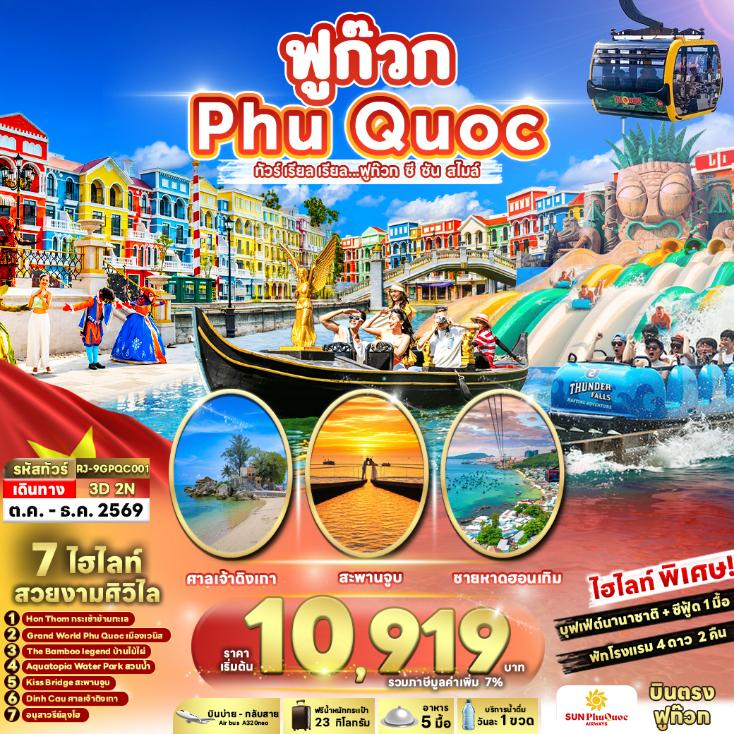 ฟูก๊วก
Phu Quoc
ทัวร์เรียล เรียล...ฟูก๊วก ซี ซัน สไมล์
THUNDER
FALLS
RAFTING ADVENTURE
รหัสทัวร์ RJ-9GPQC001
เดินทาง 3D 2N
ต.ค. - ธ.ค. 2569
7 ไฮไลท์
สวยงามศิวิไล
1 Hon Thom กระเช้าข้ามทะเล
2 Grand World Phu Quoc เมืองเวนิส
3 The Bamboo legend บ้านไม้ไผ่
4 Aquatopia Water Park สวนน้ำ
5 Kiss Bridge สะพานจูบ
6 Dinh Cau ศาลเจ้าดิงเกา
7 อนุสาวรีย์ลุงโฮ
ศาลเจ้าดิงเกา
สะพานจูบ
ชายหาดฮอนเทิม
ราคา
เริ่มต้น 10,919 บาท
รวมภาษีมูลค่าเพิ่ม 7%
ไฮไลท์ พิเศษ!
บุฟเฟ่ต์นานาชาติ + ซีฟู้ด 1 มื้อ
พักโรงแรม 4 ดาว 2 คืน
บินบ่าย - กลับสาย
Air bus A320neo
ฟรีน้ำหนักกระเป๋า
23 กิโลกรัม
อาหาร
5 มื้อ
บริการน้ำดื่ม
วันละ 1 ขวด
SUN PhuQuoc
AIRWAYS
บินตรง
ฟูก๊วก